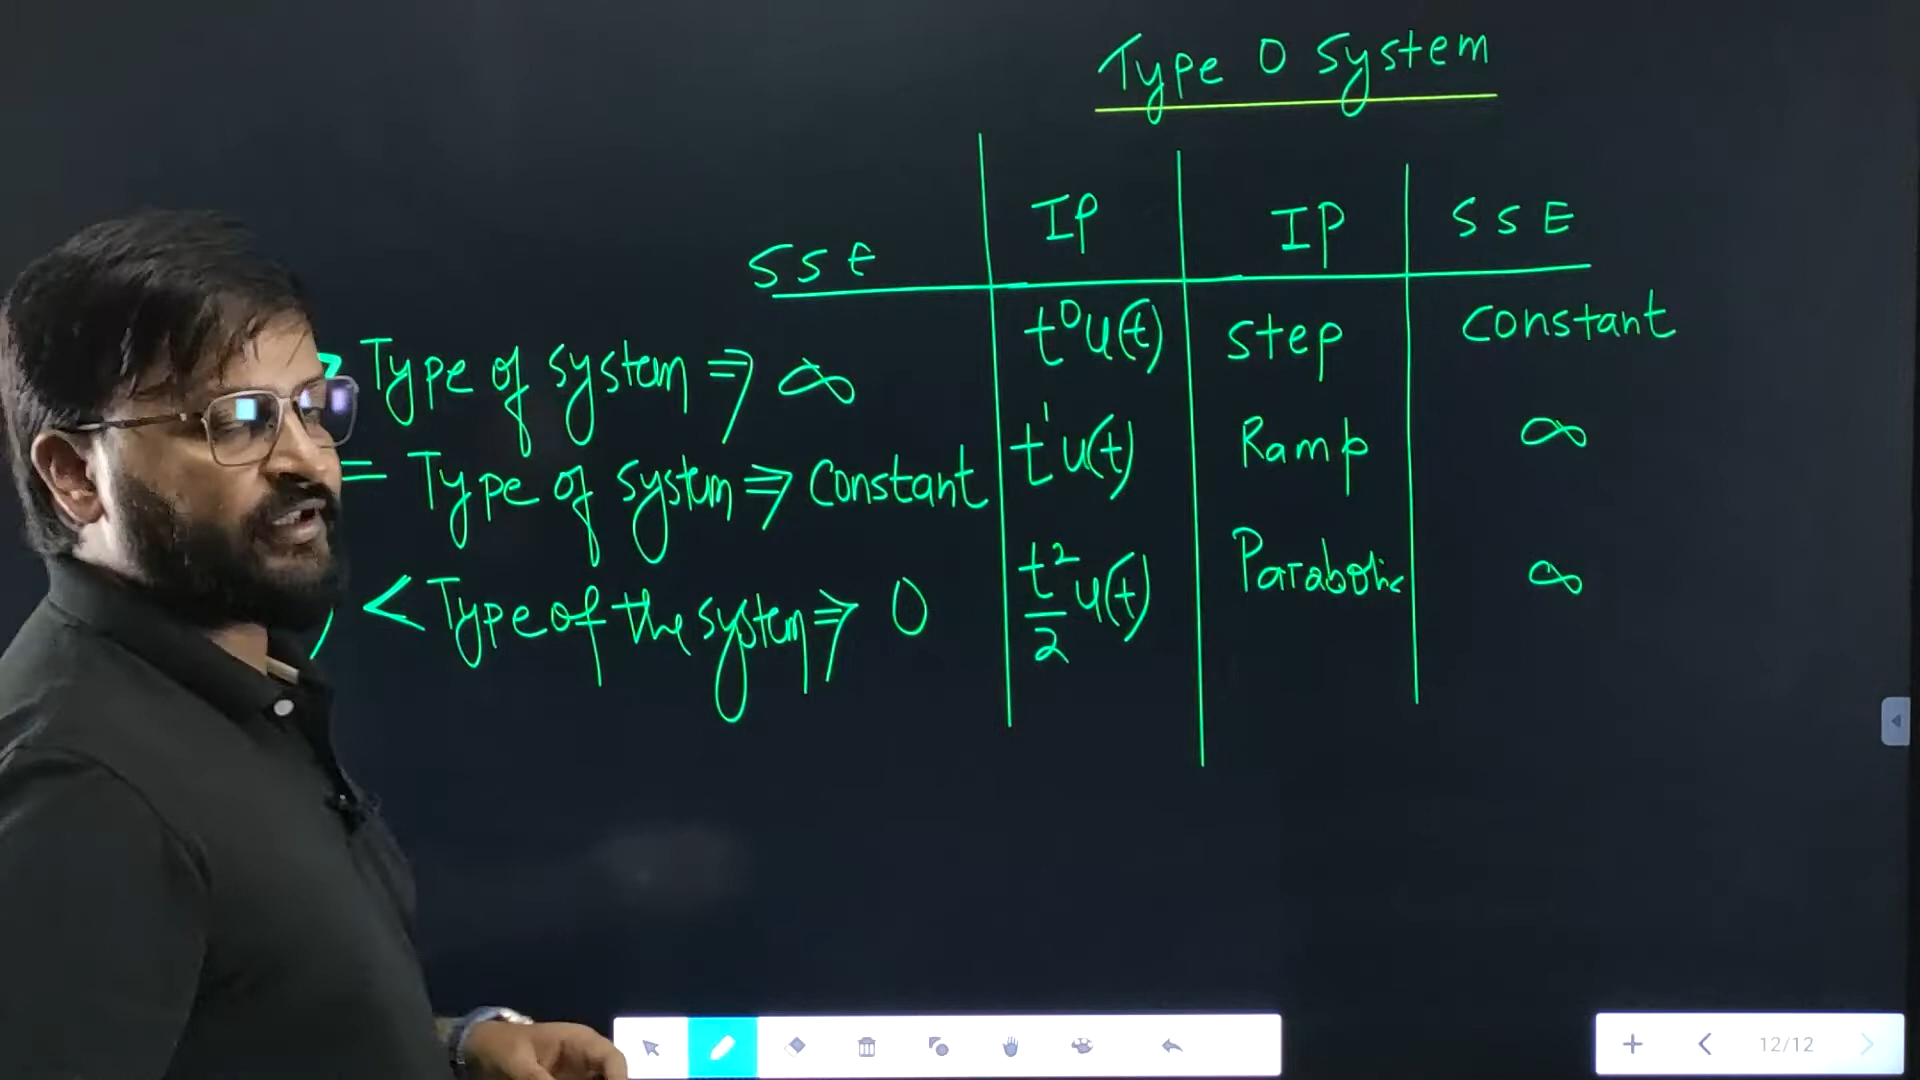 Type 0 System
SSE IP IP SSE
> Type of system ⇒ ∞
t⁰u(t) Step Constant
= Type of system ⇒ Constant
t¹u(t) Ramp ∞
< Type of the system ⇒ 0
t²/2 u(t) Parabolic ∞
12/12